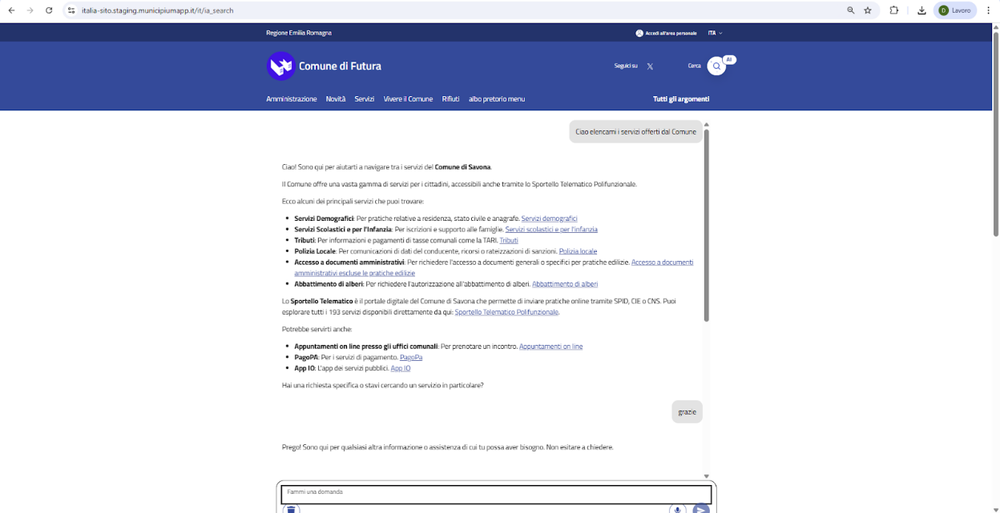 italia-sito.staging.municipiumapp.it/it/ia_search
D Lavoro
Regione Emilia Romagna
Accedi all'area personale
ITA
Comune di Futura
Seguici su
Cerca
AI
Amministrazione Novità Servizi Vivere il Comune Rifiuti albo pretorio menu Tutti gli argomenti
Ciao elencami i servizi offerti dal Comune
Ciao! Sono qui per aiutarti a navigare tra i servizi del Comune di Savona.
Il Comune offre una vasta gamma di servizi per i cittadini, accessibili anche tramite lo Sportello Telematico Polifunzionale.
Ecco alcuni dei principali servizi che puoi trovare:
• Servizi Demografici: Per pratiche relative a residenza, stato civile e anagrafe. Servizi demografici
• Servizi Scolastici e per l'Infanzia: Per iscrizioni e supporto alle famiglie. Servizi scolastici e per l'infanzia
• Tributi: Per informazioni e pagamenti di tasse comunali come la TARI. Tributi
• Polizia Locale: Per comunicazioni di dati del conducente, ricorsi o rateizzazioni di sanzioni. Polizia locale
• Accesso a documenti amministrativi: Per richiedere l'accesso a documenti generali o specifici per pratiche edilizie. Accesso a documenti
amministrativi escluse le pratiche edilizie
• Abbattimento di alberi: Per richiedere l'autorizzazione all'abbattimento di alberi. Abbattimento di alberi
Lo Sportello Telematico è il portale digitale del Comune di Savona che permette di inviare pratiche online tramite SPID, CIE o CNS. Puoi
esplorare tutti i 193 servizi disponibili direttamente da qui: Sportello Telematico Polifunzionale.
Potrebbe servirti anche:
• Appuntamenti on line presso gli uffici comunali: Per prenotare un incontro. Appuntamenti on line
• PagoPA: Per i servizi di pagamento. PagoPa
• App IO: L'app dei servizi pubblici. App IO
Hai una richiesta specifica o stavi cercando un servizio in particolare?
grazie
Prego! Sono qui per qualsiasi altra informazione o assistenza di cui tu possa aver bisogno. Non esitare a chiedere.
Fammi una domanda